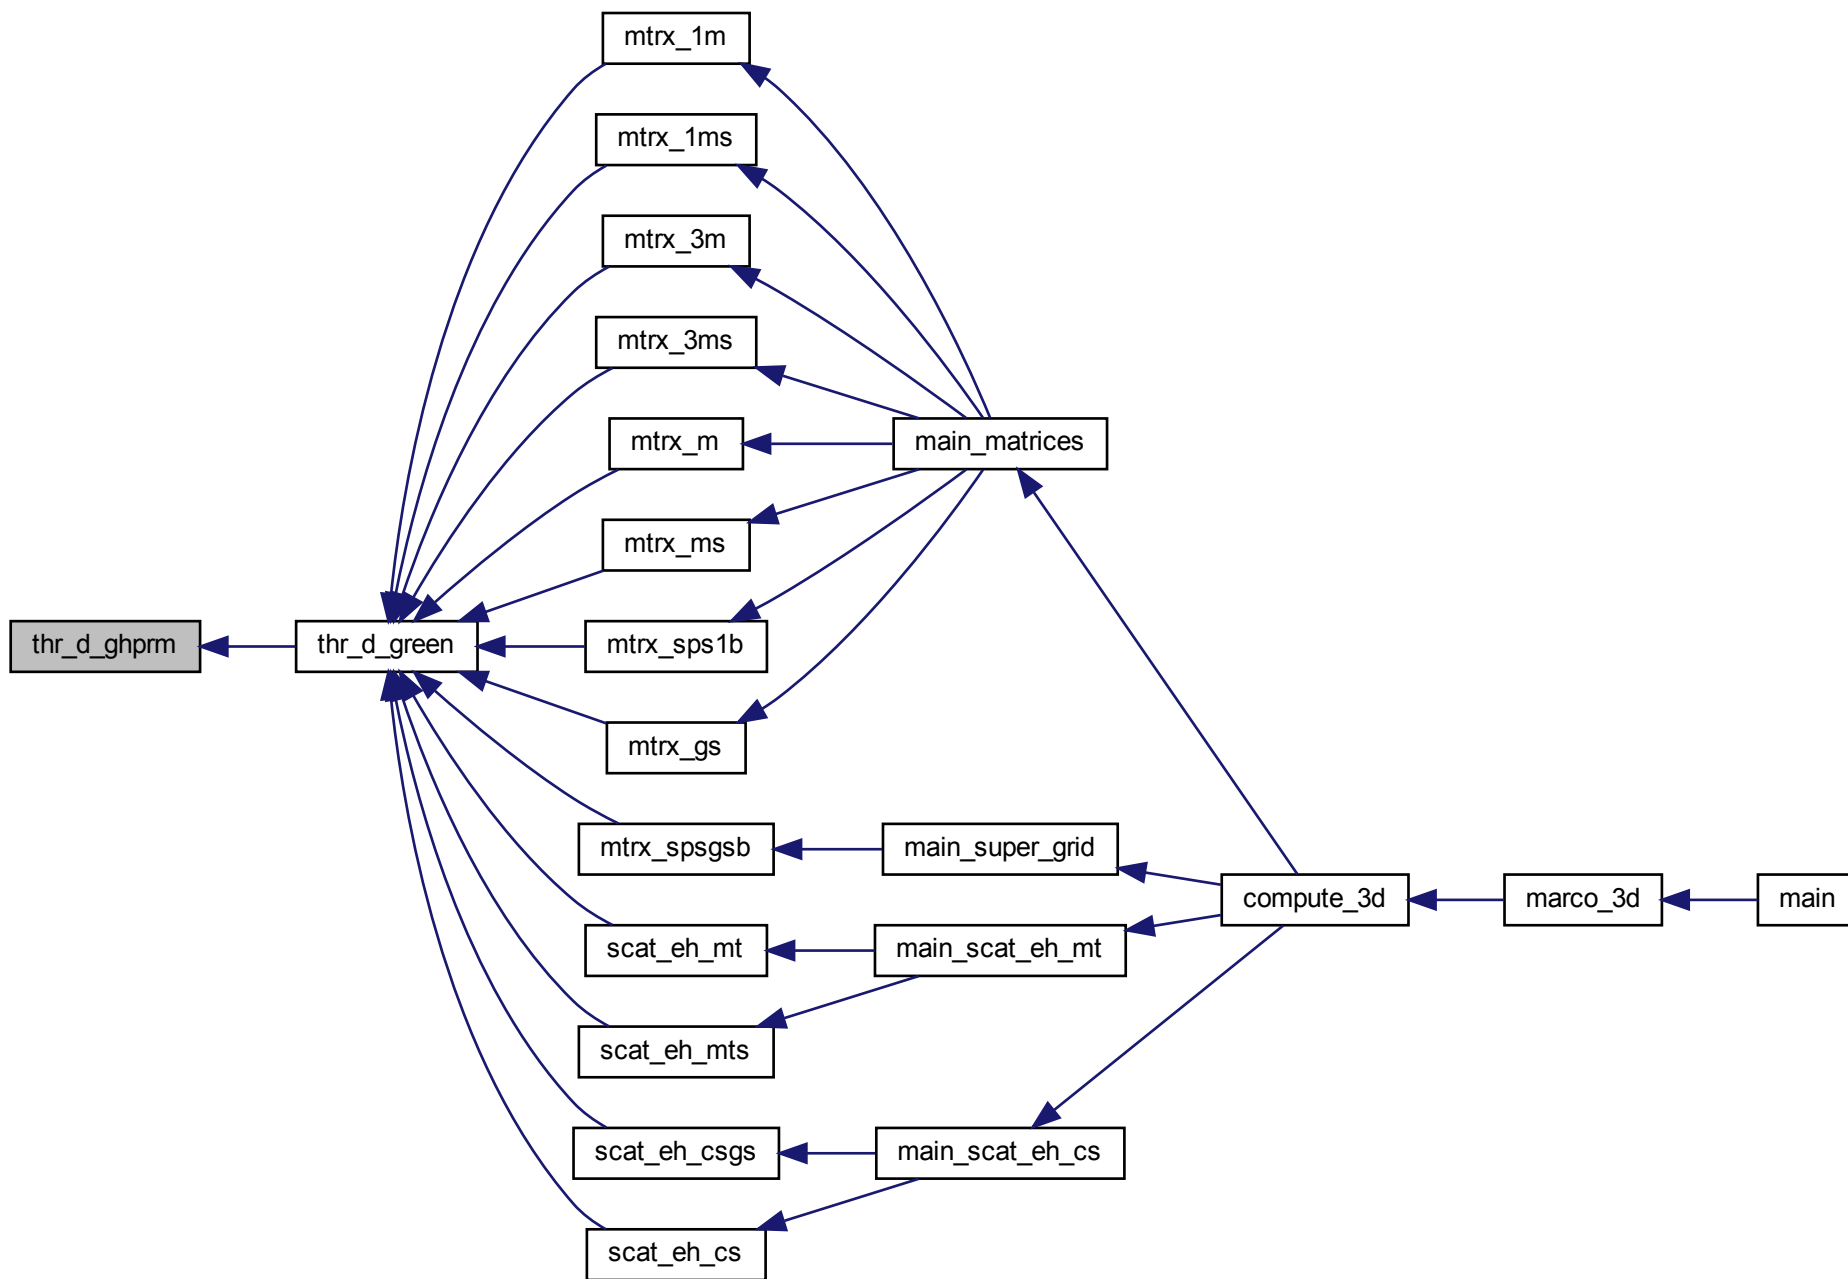 mtrx_1m
mtrx_1ms
mtrx_3m
mtrx_3ms
mtrx_m
main_matrices
mtrx_ms
thr_d_ghprm
thr_d_green
mtrx_sps1b
mtrx_gs
mtrx_spsgsb
main_super_grid
compute_3d
marco_3d
main
scat_eh_mt
main_scat_eh_mt
scat_eh_mts
scat_eh_csgs
main_scat_eh_cs
scat_eh_cs